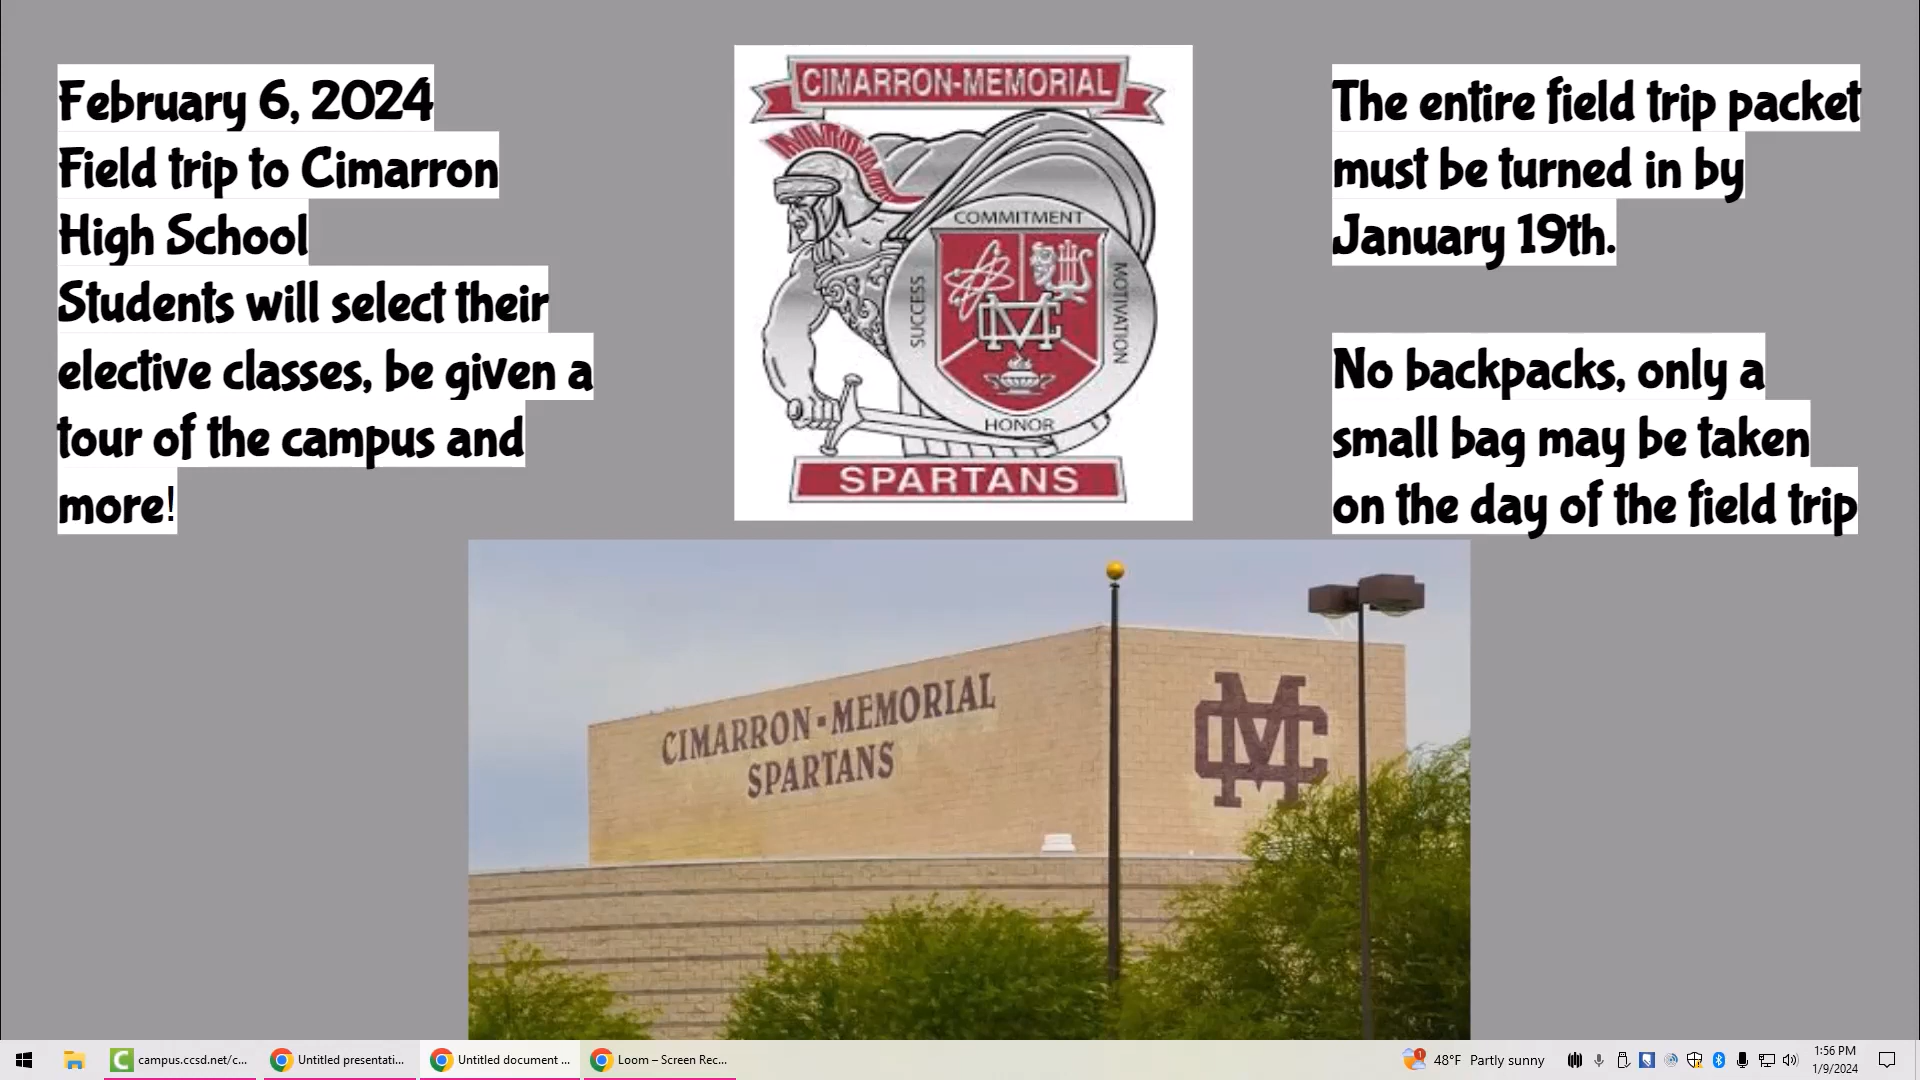 February 6, 2024
Field trip to Cimarron
High School
Students will select their
elective classes, be given a
tour of the campus and
more!
CIMARRON-MEMORIAL
COMMITMENT
SUCCESS
MOTIVATION
MC
HONOR
SPARTANS
The entire field trip packet
must be turned in by
January 19th.
No backpacks, only a
small bag may be taken
on the day of the field trip
CIMARRON-MEMORIAL
SPARTANS
MC
campus.ccsd.net/c...
Untitled presentati...
Untitled document ...
Loom – Screen Rec...
1
48°F Partly sunny
1:56 PM
1/9/2024